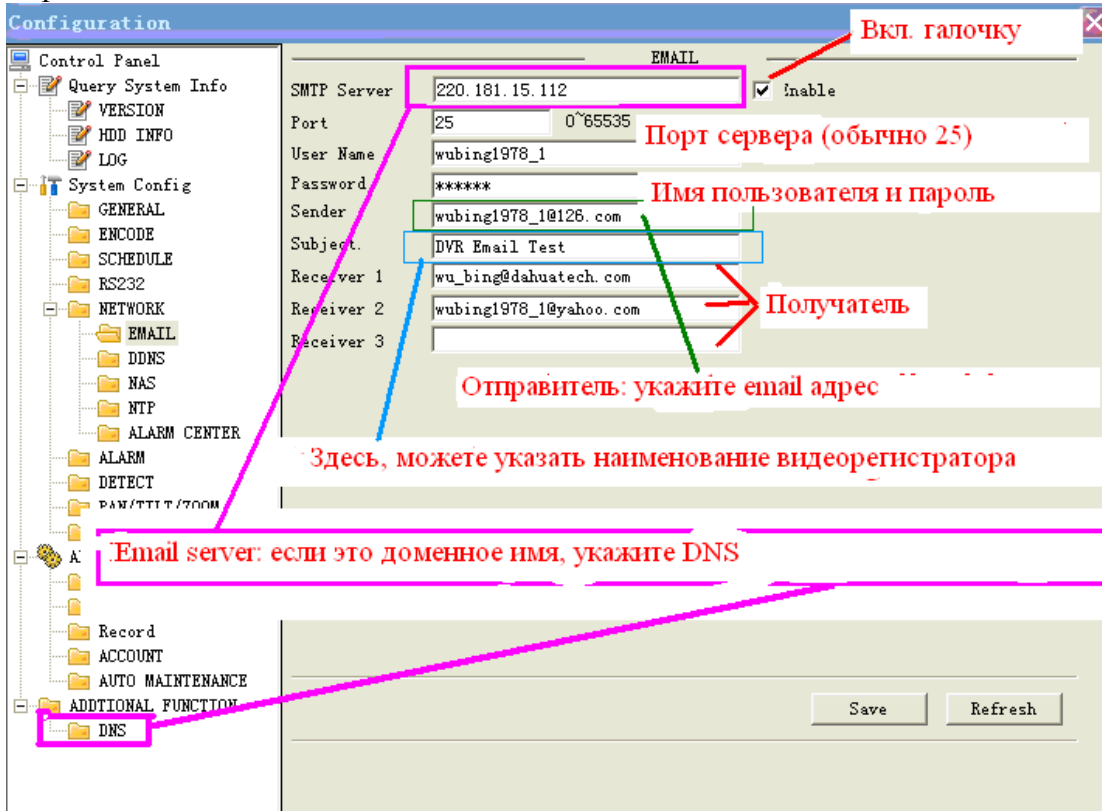 Configuration
Вкл. галочку
Control Panel
Query System Info
VERSION
HDD INFO
LOG
System Config
GENERAL
ENCODE
SCHEDULE
RS232
NETWORK
EMAIL
DDNS
NAS
NTP
ALARM CENTER
ALARM
DETECT
PAN/TILT/ZOOM
A
Record
ACCOUNT
AUTO MAINTENANCE
ADDTIONAL FUNCTION
DNS
EMAIL
SMTP Server 220.181.15.112 Enable
Port 25 0~65535
Порт сервера (обычно 25)
User Name wubing1978_1
Password ******
Имя пользователя и пароль
Sender wubing1978_1@126.com
Subject. DVR Email Test
Receiver 1 wu_bing@dahuatech.com
Receiver 2 wubing1978_1@yahoo.com
Получатель
Receiver 3
Отправитель: укажите email адрес
Здесь, можете указать наименование видеорегистратора
Email server: если это доменное имя, укажите DNS
Save Refresh